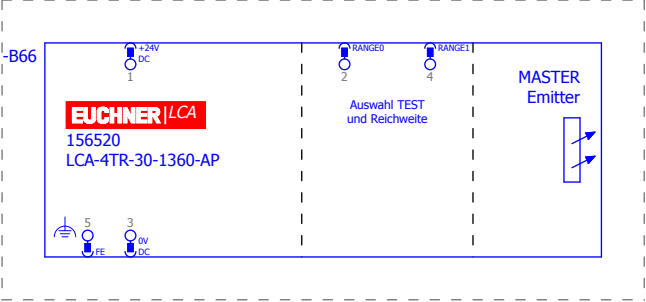 -B66
+24V
DC
1
RANGE0
2
RANGE1
4
MASTER
Emitter
EUCHNER LCA
Auswahl TEST
und Reichweite
156520
LCA-4TR-30-1360-AP
5
FE
3
0V
DC